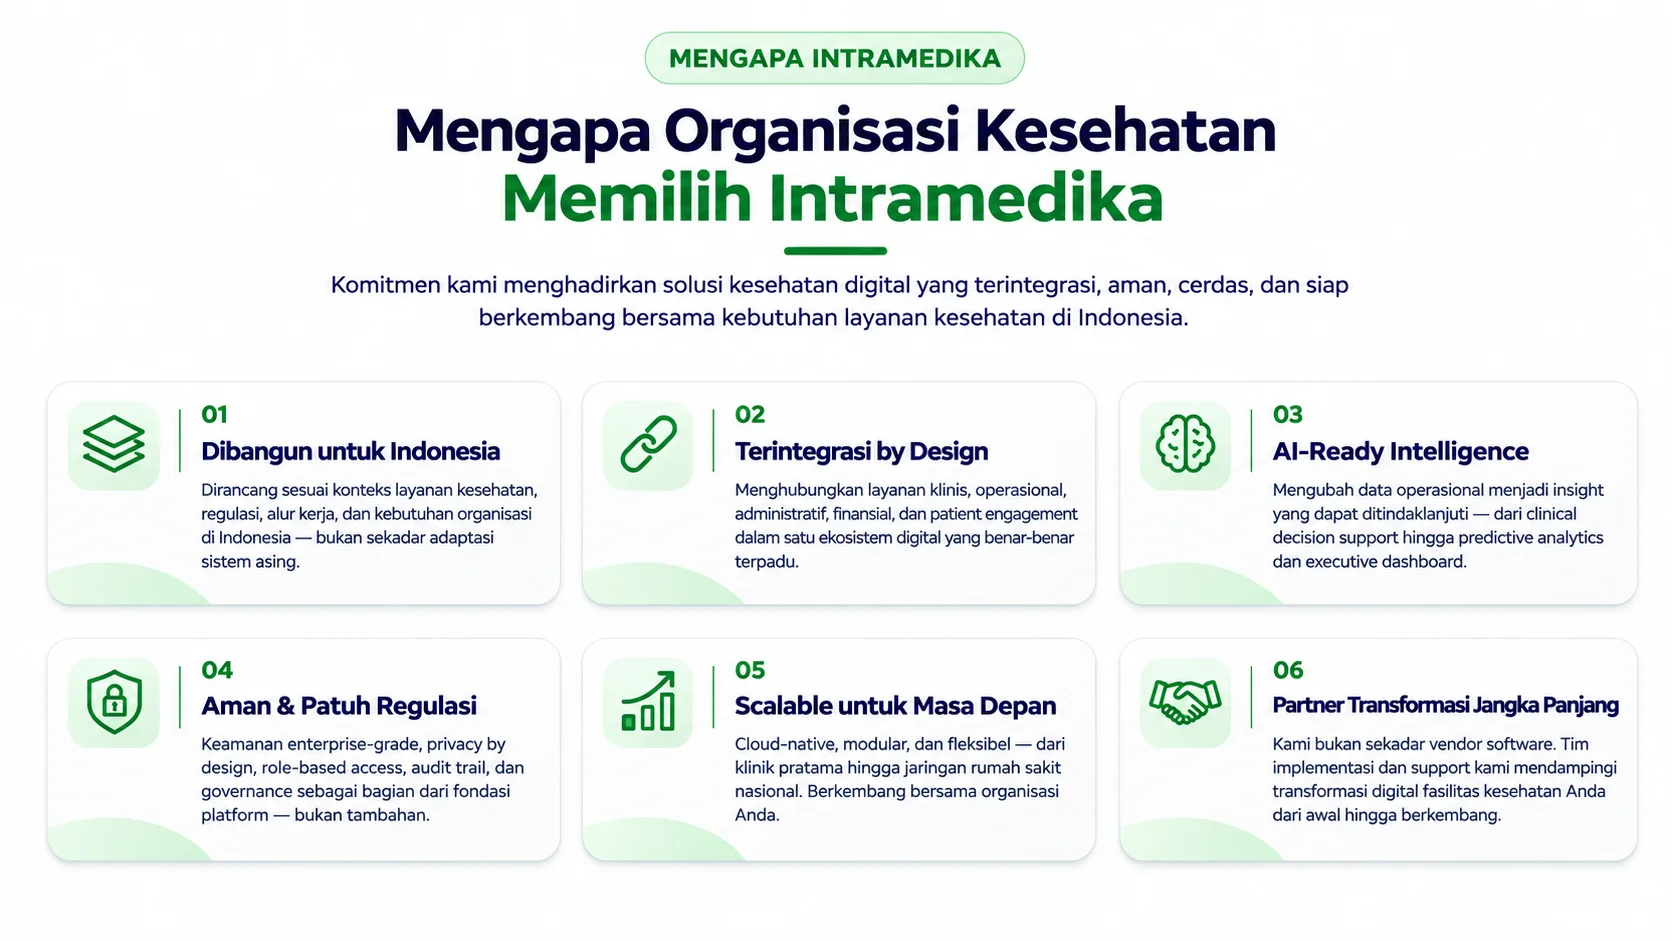 MENGAPA INTRAMEDIKA
Mengapa Organisasi Kesehatan
Memilih Intramedika
Komitmen kami menghadirkan solusi kesehatan digital yang terintegrasi, aman, cerdas, dan siap
berkembang bersama kebutuhan layanan kesehatan di Indonesia.
01
Dibangun untuk Indonesia
Dirancang sesuai konteks layanan kesehatan,
regulasi, alur kerja, dan kebutuhan organisasi
di Indonesia — bukan sekadar adaptasi
sistem asing.
02
Terintegrasi by Design
Menghubungkan layanan klinis, operasional,
administratif, finansial, dan patient engagement
dalam satu ekosistem digital yang benar-benar
terpadu.
03
AI-Ready Intelligence
Mengubah data operasional menjadi insight
yang dapat ditindaklanjuti — dari clinical
decision support hingga predictive analytics
dan executive dashboard.
04
Aman & Patuh Regulasi
Keamanan enterprise-grade, privacy by
design, role-based access, audit trail, dan
governance sebagai bagian dari fondasi
platform — bukan tambahan.
05
Scalable untuk Masa Depan
Cloud-native, modular, dan fleksibel — dari
klinik pratama hingga jaringan rumah sakit
nasional. Berkembang bersama organisasi
Anda.
06
Partner Transformasi Jangka Panjang
Kami bukan sekadar vendor software. Tim
implementasi dan support kami mendampingi
transformasi digital fasilitas kesehatan Anda
dari awal hingga berkembang.